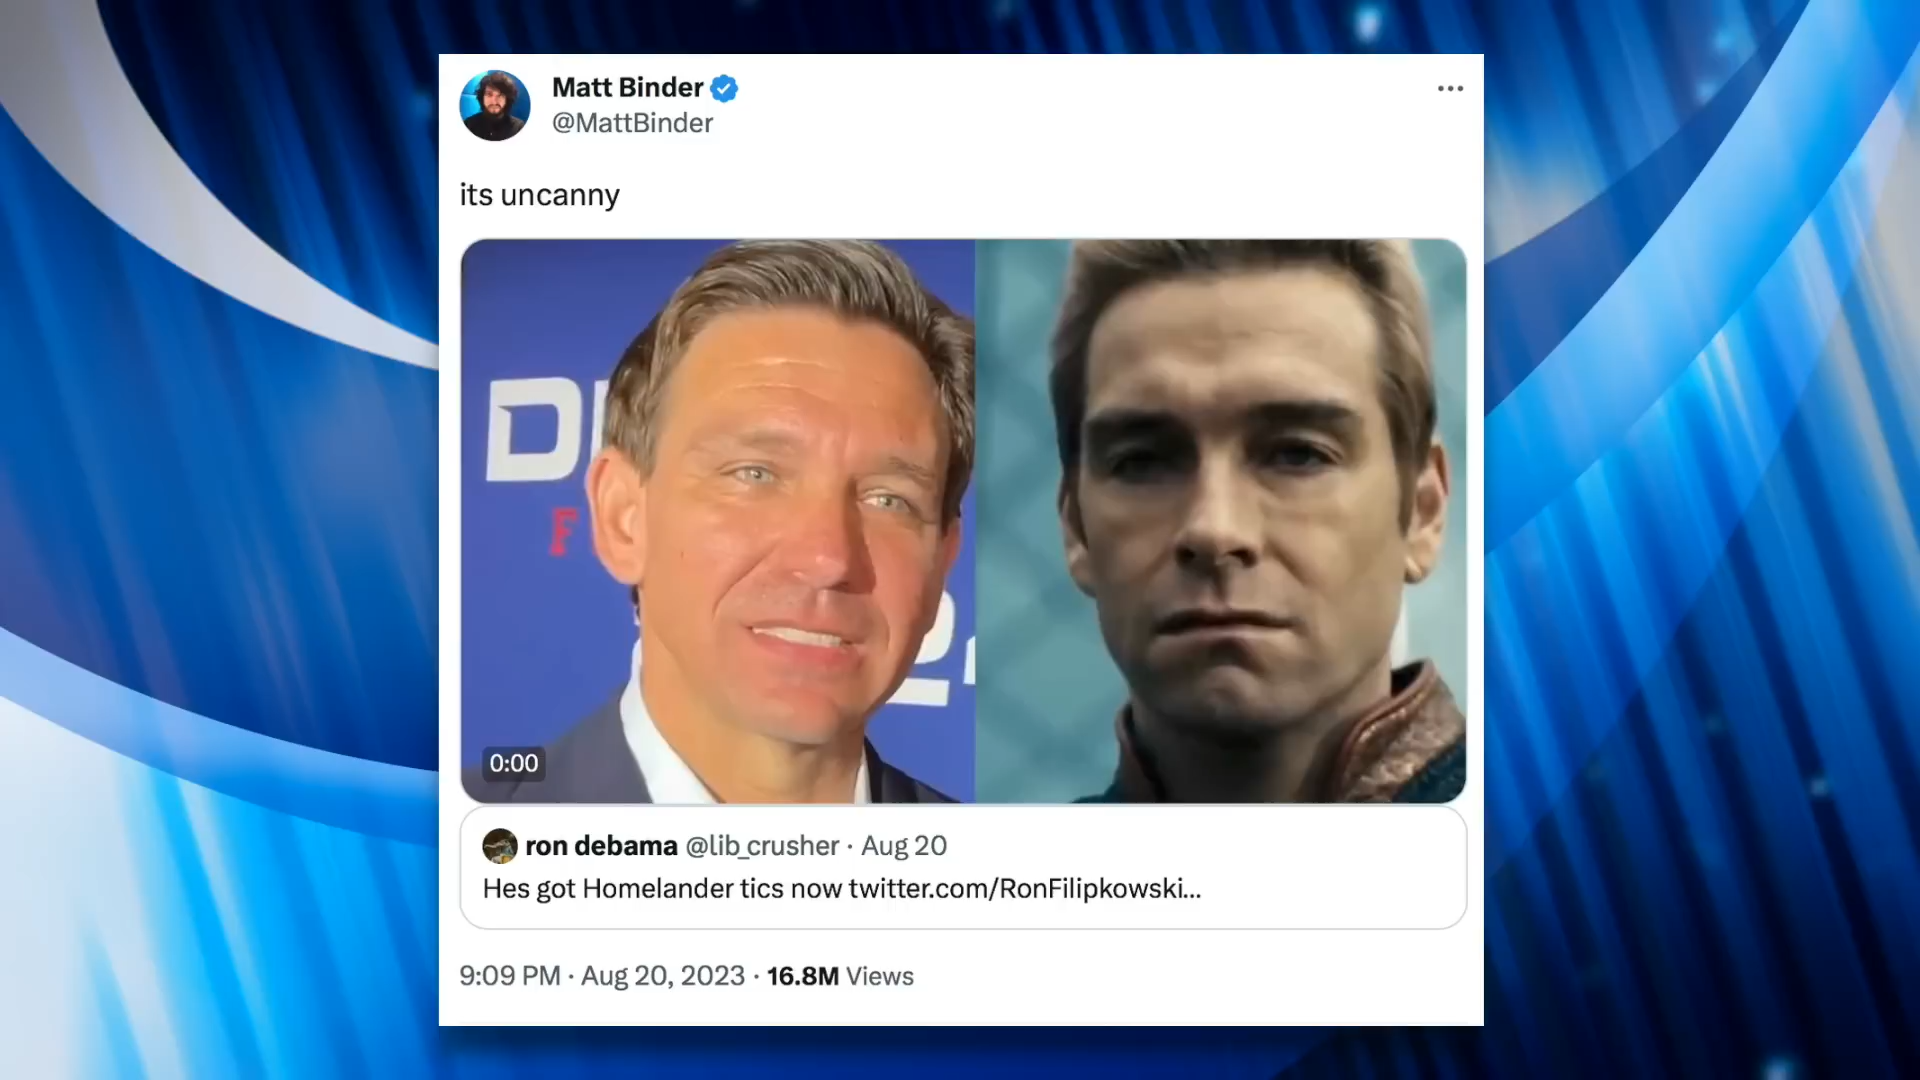 Matt Binder
@MattBinder
its uncanny
D
F
24
0:00
ron debama @lib_crusher · Aug 20
Hes got Homelander tics now twitter.com/RonFilipkowski...
9:09 PM · Aug 20, 2023 · 16.8M Views